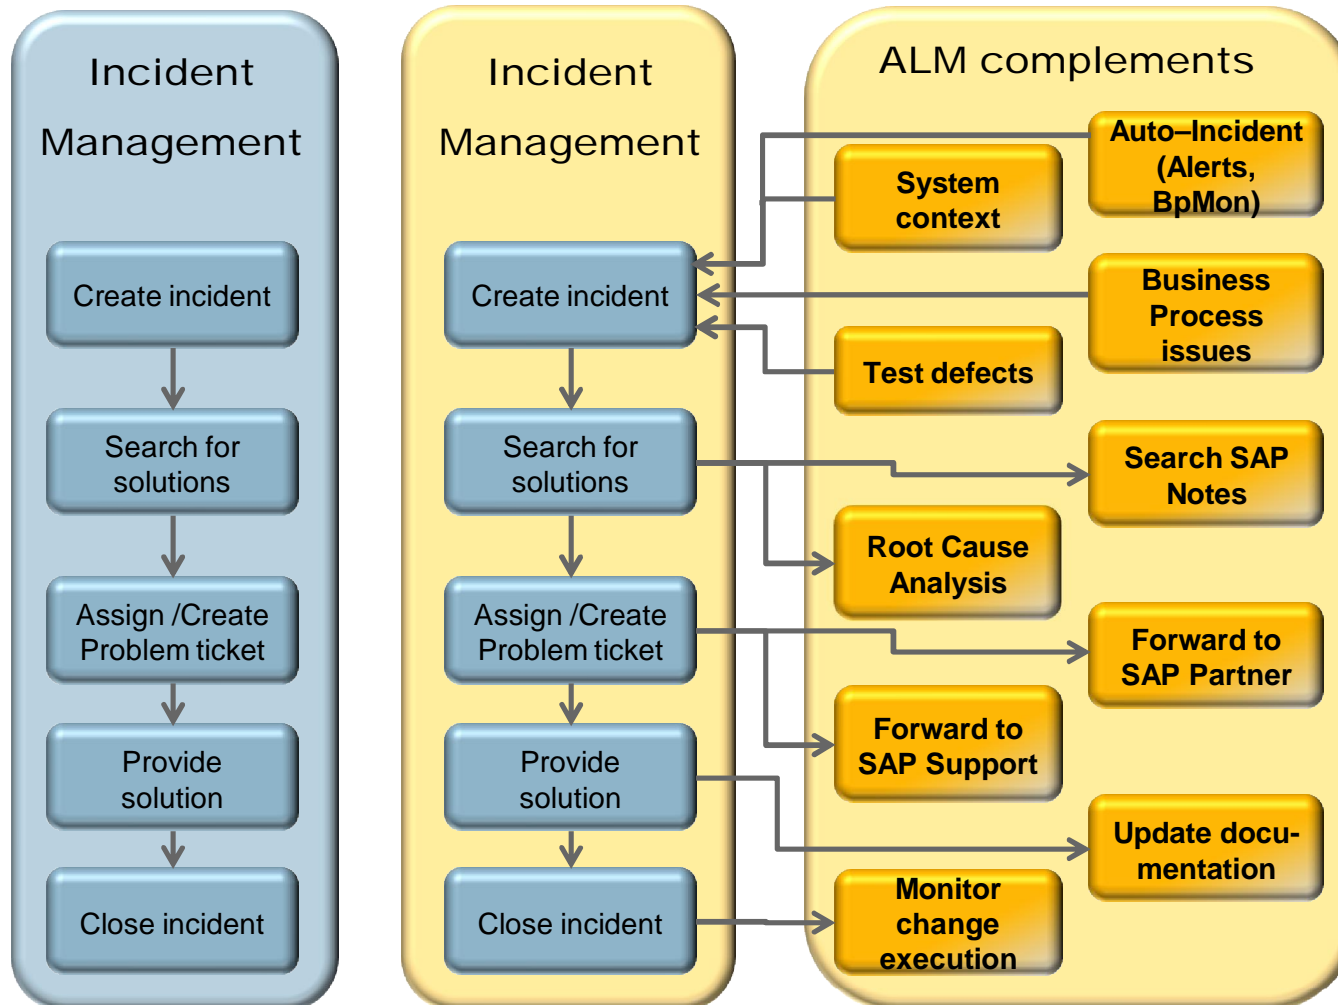 Incident
Management
Create incident
Search for
solutions
Assign /Create
Problem ticket
Provide
solution
Close incident
Incident
Management
Create incident
Search for
solutions
Assign /Create
Problem ticket
Provide
solution
Close incident
ALM complements
Auto–Incident
(Alerts,
BpMon)
System
context
Business
Process
issues
Test defects
Search SAP
Notes
Root Cause
Analysis
Forward to
SAP Partner
Forward to
SAP Support
Update docu-
mentation
Monitor
change
execution